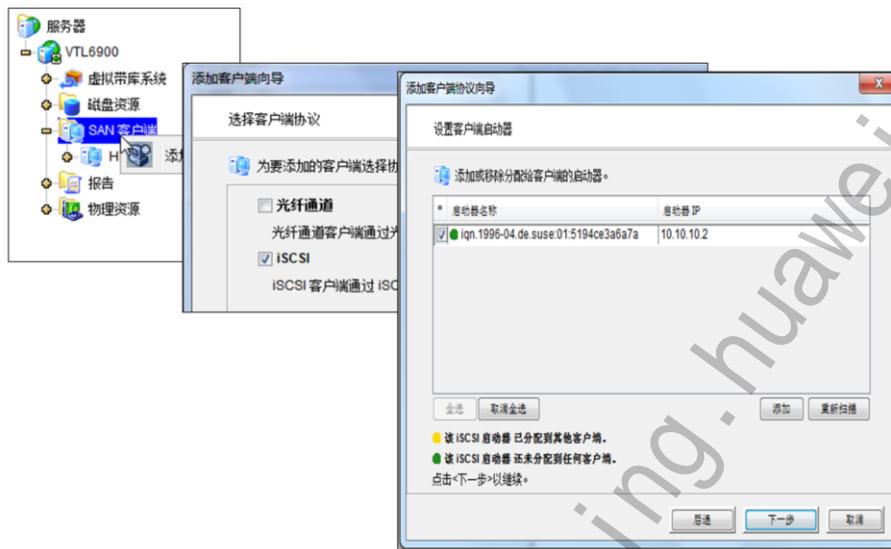 服务器
VTL6900
虚拟带库系统
磁盘资源
SAN 客户端
H
添加
报告
物理资源
添加客户端向导
选择客户端协议
为要添加的客户端选择协
光纤通道
光纤通道客户端通过光
iSCSI
iSCSI 客户端通过 iSC
添加客户端协议向导
设置客户端启动器
添加或移除分配给客户端的启动器。
* 启动器名称 启动器 IP
iqn.1996-04.de.suse:01:5194ce3a6a7a 10.10.10.2
全选 取消全选 添加 重新扫描
该 iSCSI 启动器 已分配到其他客户端。
该 iSCSI 启动器 还未分配到任何客户端。
点击<下一步>以继续。
后退 下一步 取消
ing.huawei